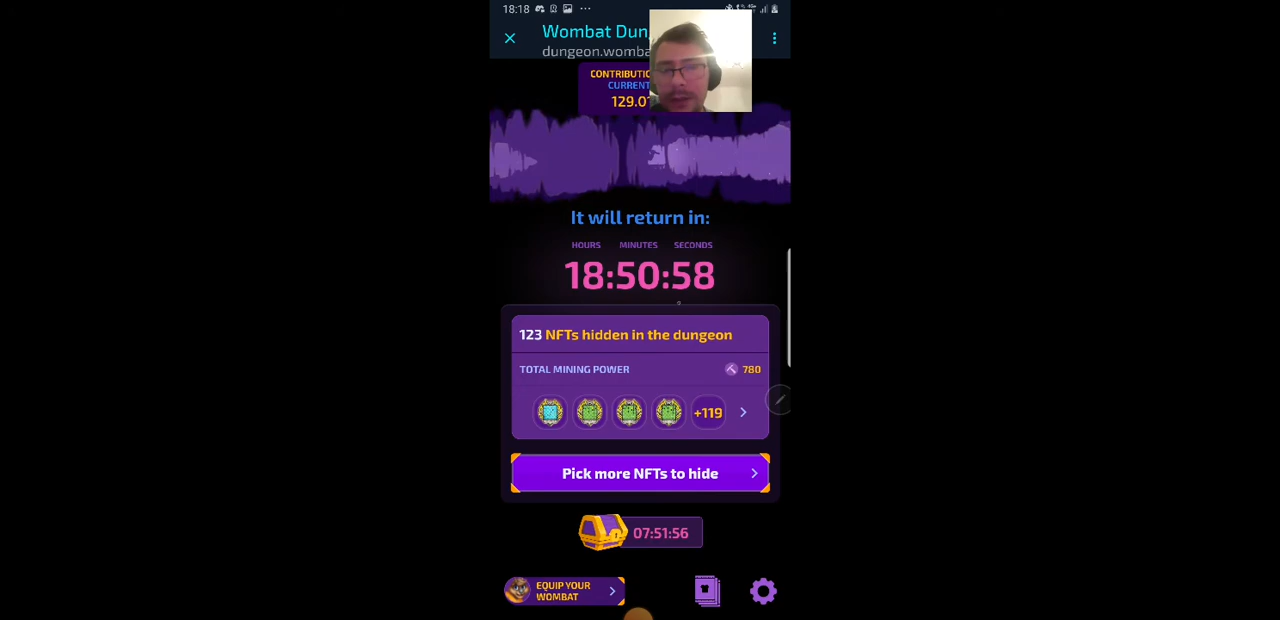 18:18
Wombat Dun
dungeon.womba
CONTRIBUTIO
CURRENT
129.0
It will return in:
HOURS MINUTES SECONDS
18:50:58
123 NFTs hidden in the dungeon
TOTAL MINING POWER 780
+119
Pick more NFTs to hide
07:51:56
EQUIP YOUR
WOMBAT